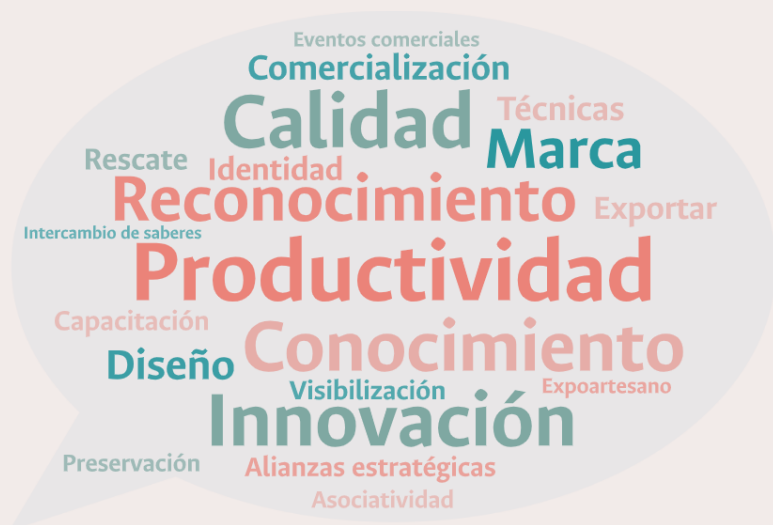 Eventos comerciales
Comercialización
Calidad
Técnicas
Marca
Rescate
Identidad
Reconocimiento
Exportar
Intercambio de saberes
Productividad
Capacitación
Conocimiento
Diseño
Visibilización
Expoartesano
Innovación
Preservación
Alianzas estratégicas
Asociatividad